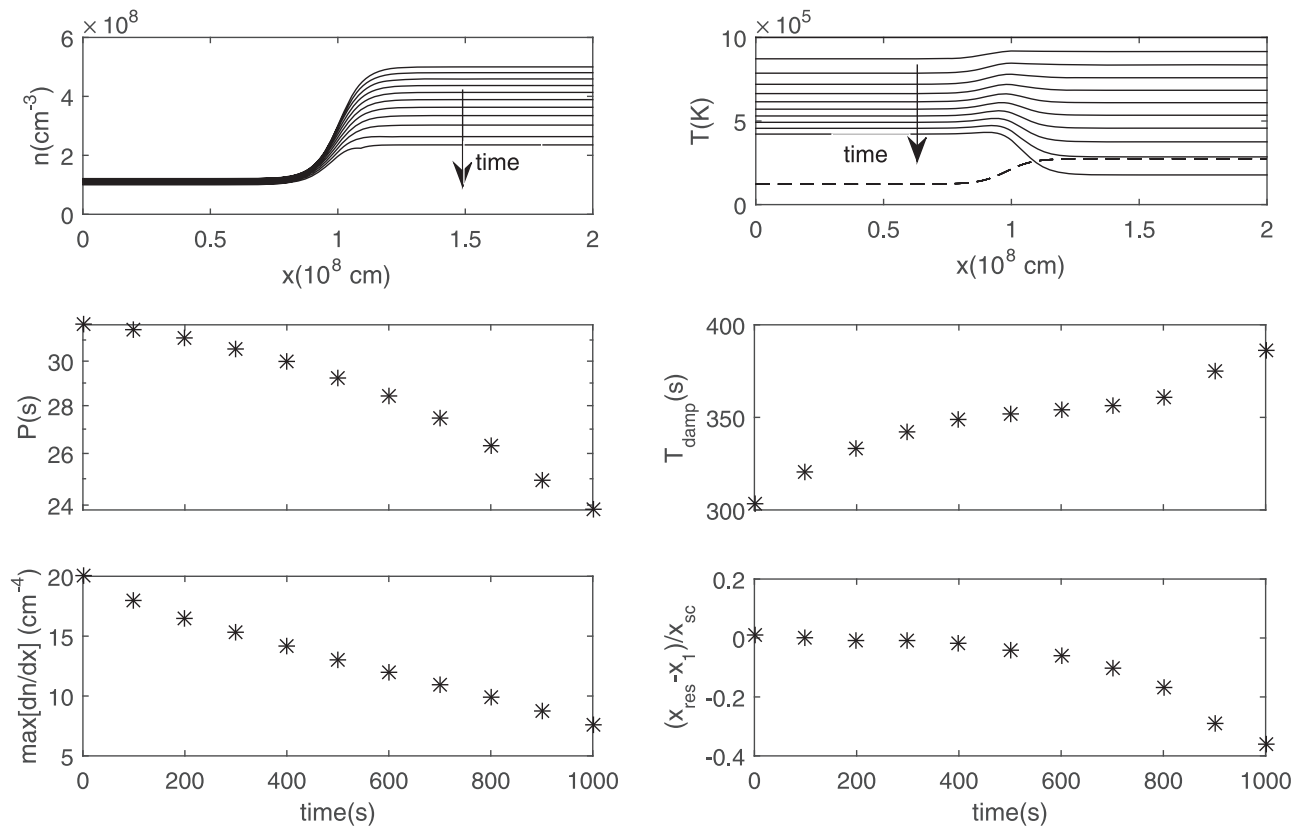 × 10⁸
6
4
2
0
n(cm⁻³)
time
0 0.5 1 1.5 2
x(10⁸ cm)
× 10⁵
10
5
0
T(K)
time
0 0.5 1 1.5 2
x(10⁸ cm)
30
28
26
24
P(s)
400
350
300
T_damp(s)
20
15
10
5
max[dn/dx] (cm⁻⁴)
0 200 400 600 800 1000
time(s)
0.2
0
-0.2
-0.4
(x_res-x_1)/x_sc
0 200 400 600 800 1000
time(s)